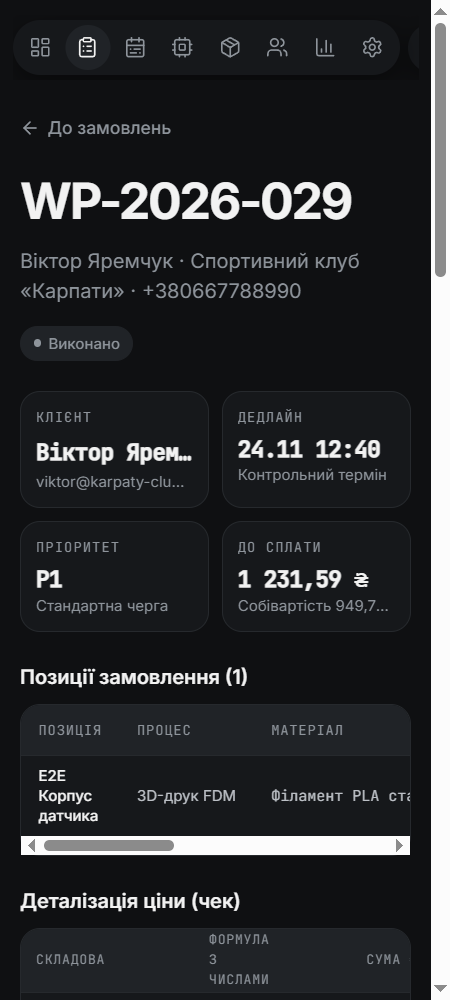 До замовлень
WP-2026-029
Віктор Яремчук · Спортивний клуб
«Карпати» · +380667788990
Виконано
КЛІЄНТ
Віктор Ярем…
viktor@karpaty-clu…
ДЕДЛАЙН
24.11 12:40
Контрольний термін
ПРІОРИТЕТ
P1
Стандартна черга
ДО СПЛАТИ
1 231,59 ₴
Собівартість 949,7…
Позиції замовлення (1)
ПОЗИЦІЯ ПРОЦЕС МАТЕРІАЛ
E2E
Корпус
датчика
3D-друк FDM
Філамент PLA ста
Деталізація ціни (чек)
СКЛАДОВА
ФОРМУЛА
З
ЧИСЛАМИ
СУМА